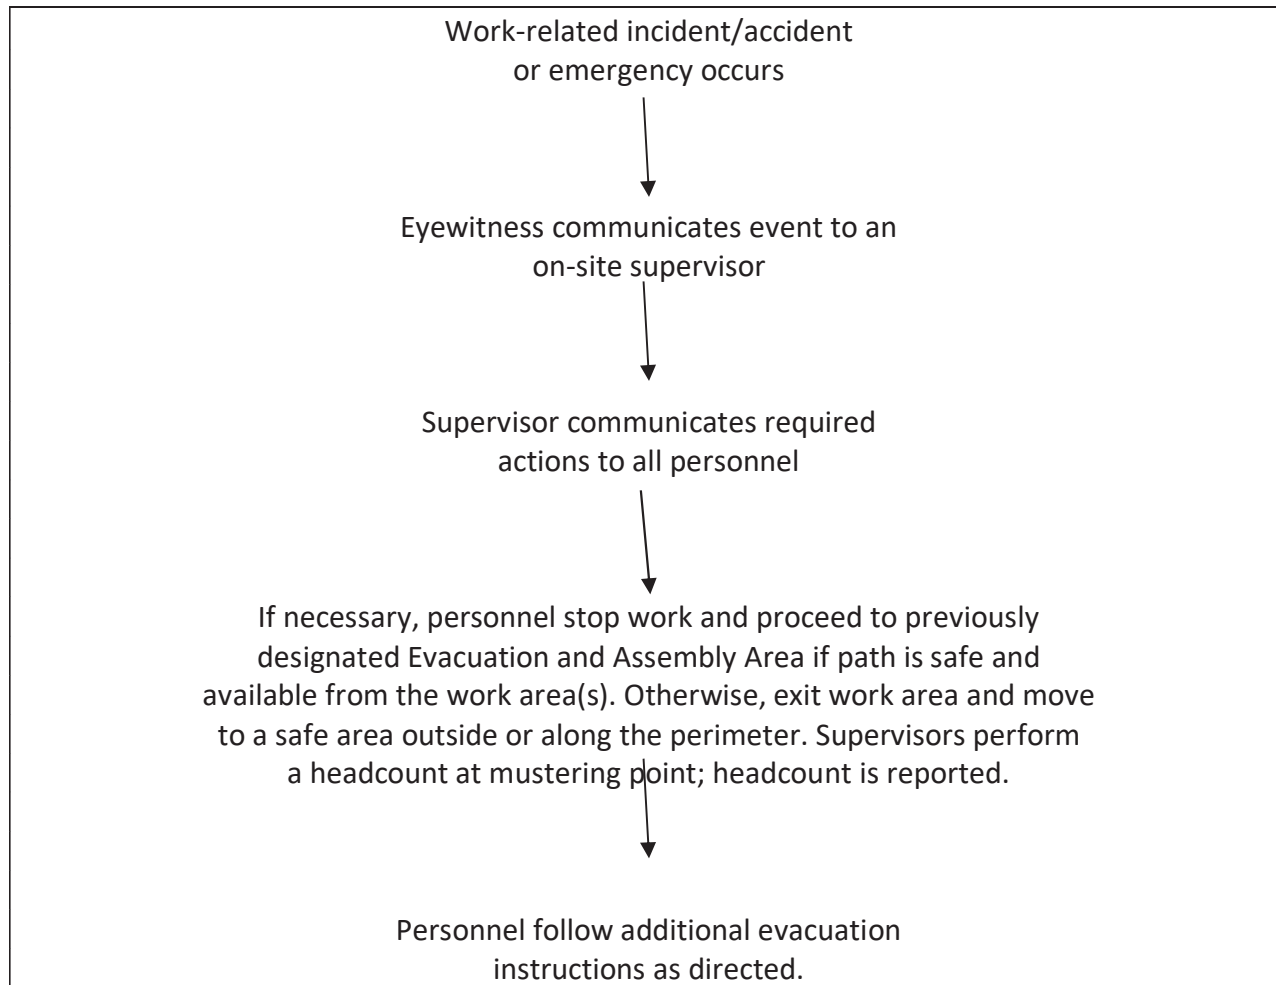 Work-related incident/accident
or emergency occurs
Eyewitness communicates event to an
on-site supervisor
Supervisor communicates required
actions to all personnel
If necessary, personnel stop work and proceed to previously
designated Evacuation and Assembly Area if path is safe and
available from the work area(s). Otherwise, exit work area and move
to a safe area outside or along the perimeter. Supervisors perform
a headcount at mustering point; headcount is reported.
Personnel follow additional evacuation
instructions as directed.